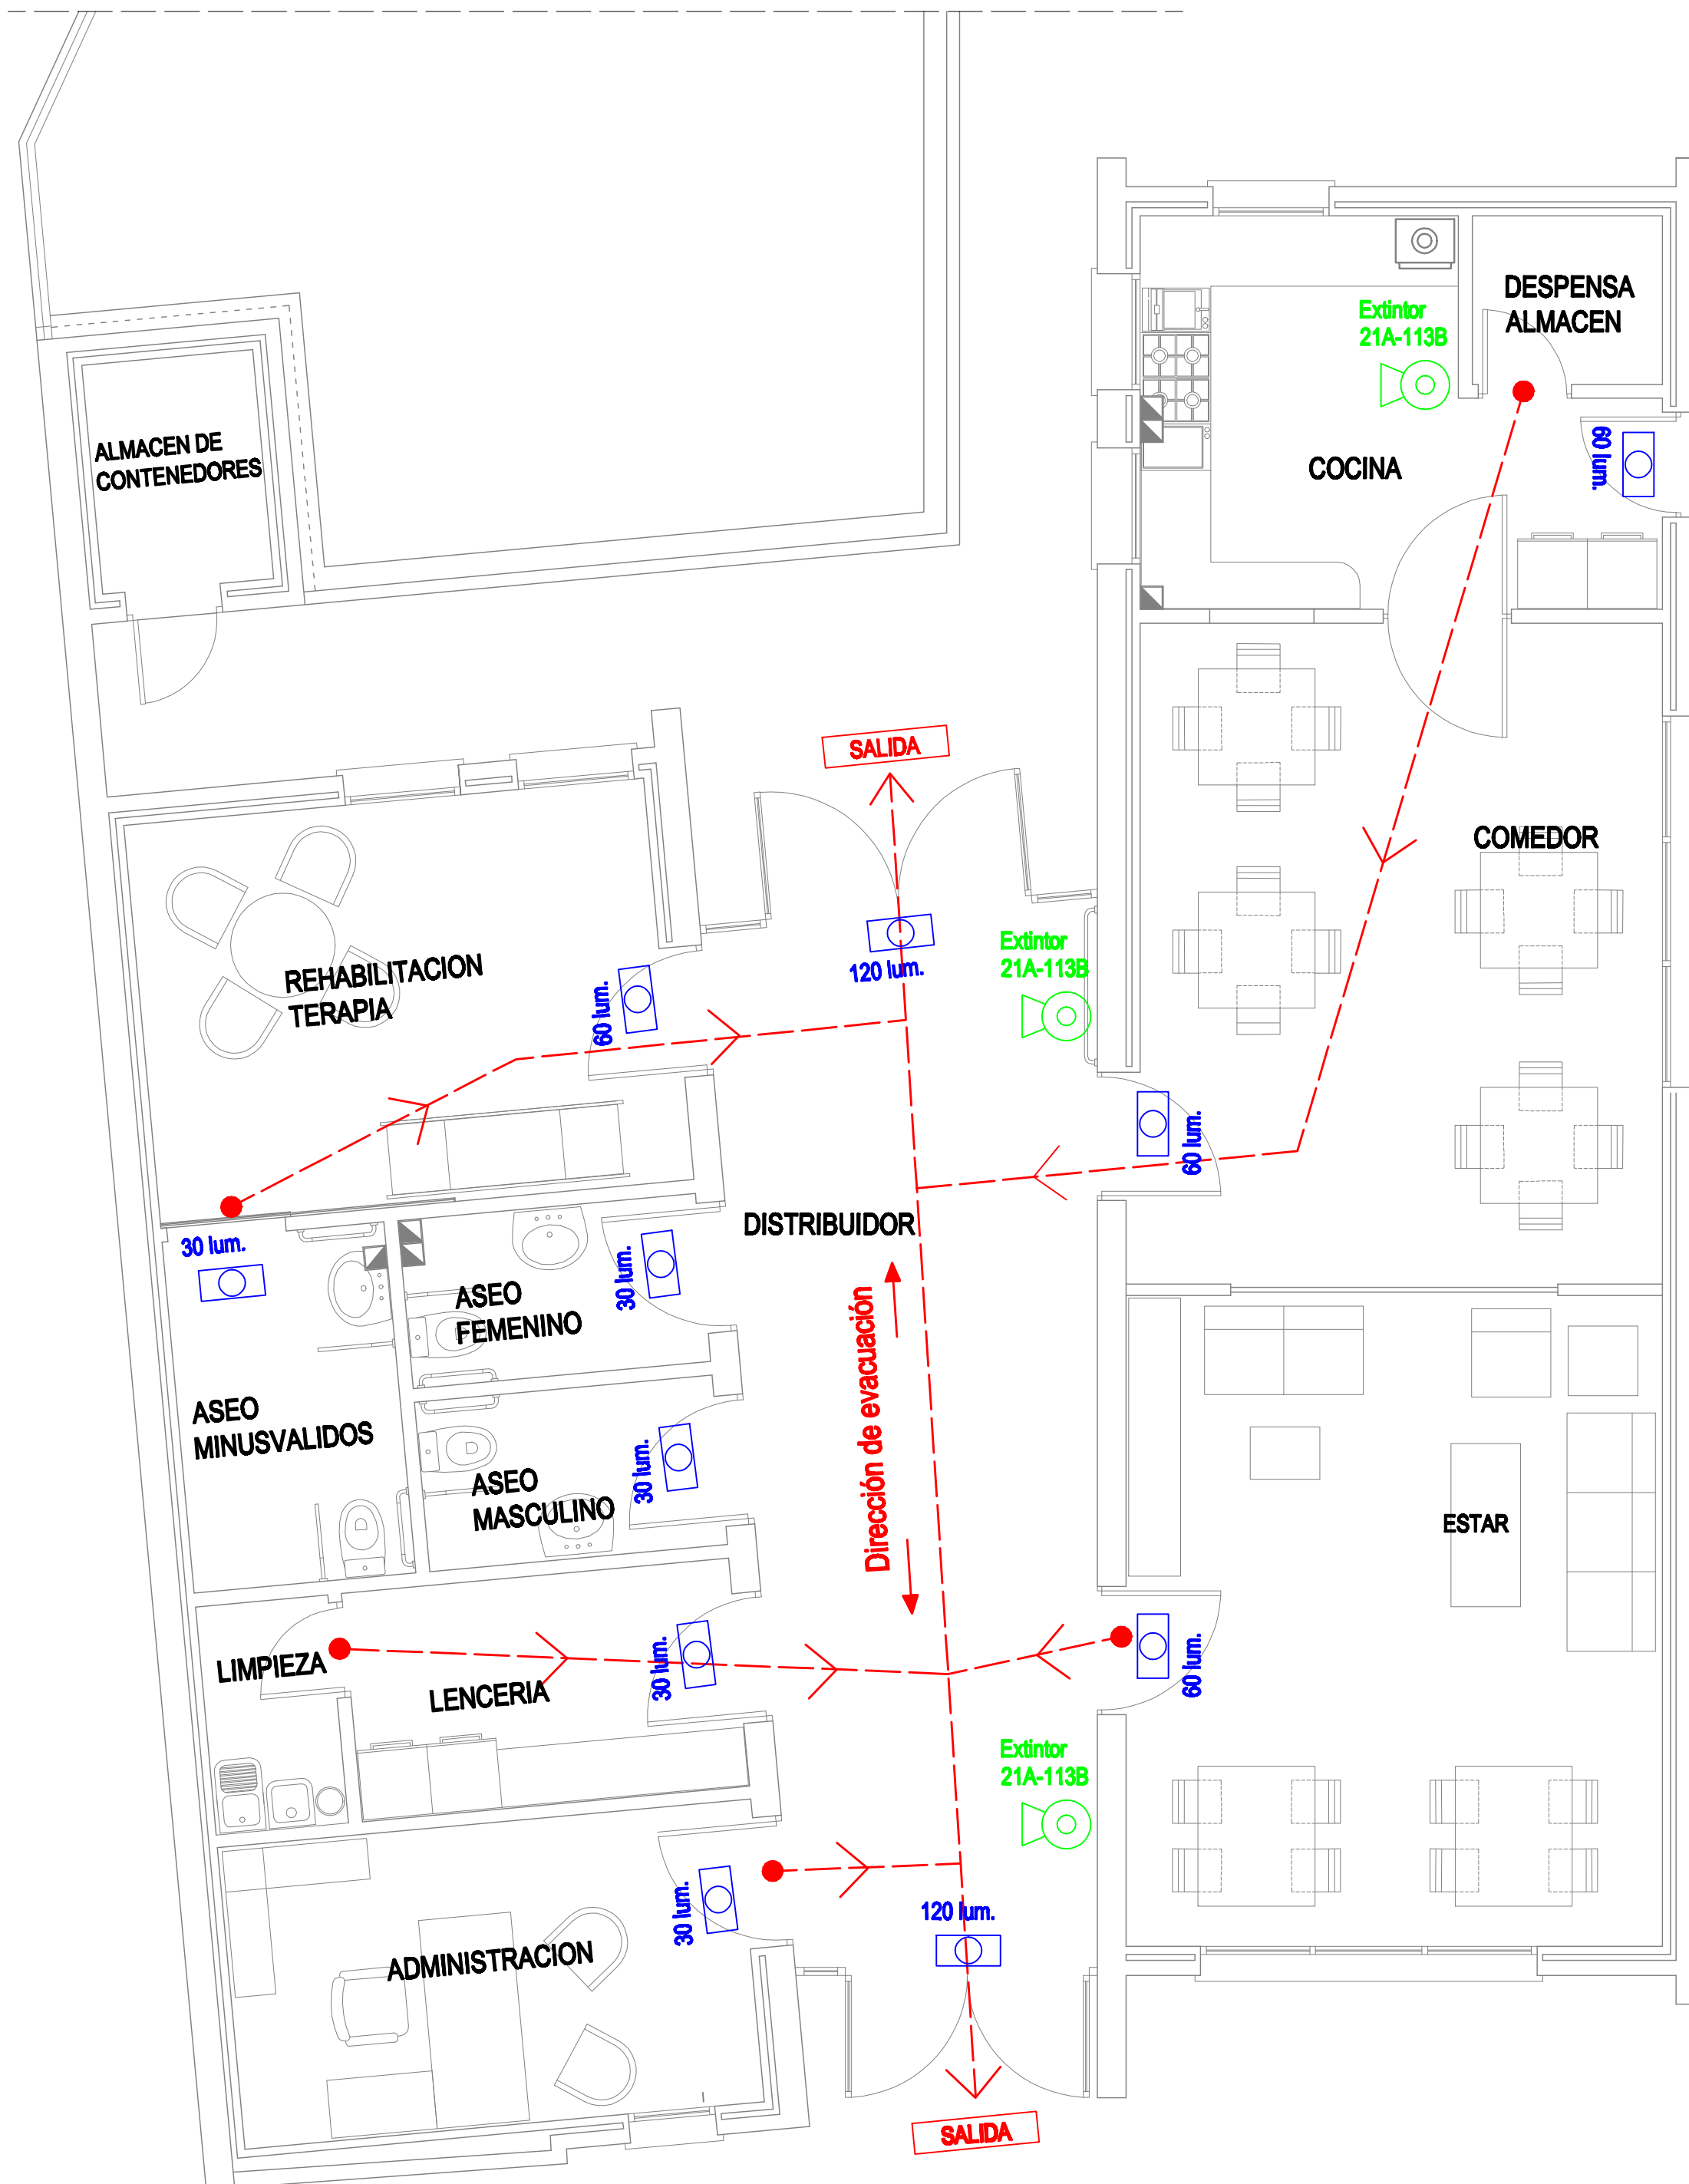 DESPENSA
ALMACEN
Extintor
21A-113B
ALMACEN DE
CONTENEDORES
COCINA
60 lum.
SALIDA
COMEDOR
REHABILITACION
TERAPIA
60 lum.
120 lum.
Extintor
21A-113B
60 lum.
DISTRIBUIDOR
30 lum.
ASEO
FEMENINO
30 lum.
Dirección de evacuación
ASEO
MINUSVALIDOS
ASEO
MASCULINO
30 lum.
ESTAR
LIMPIEZA
LENCERIA
30 lum.
60 lum.
Extintor
21A-113B
ADMINISTRACION
30 lum.
120 lum.
SALIDA